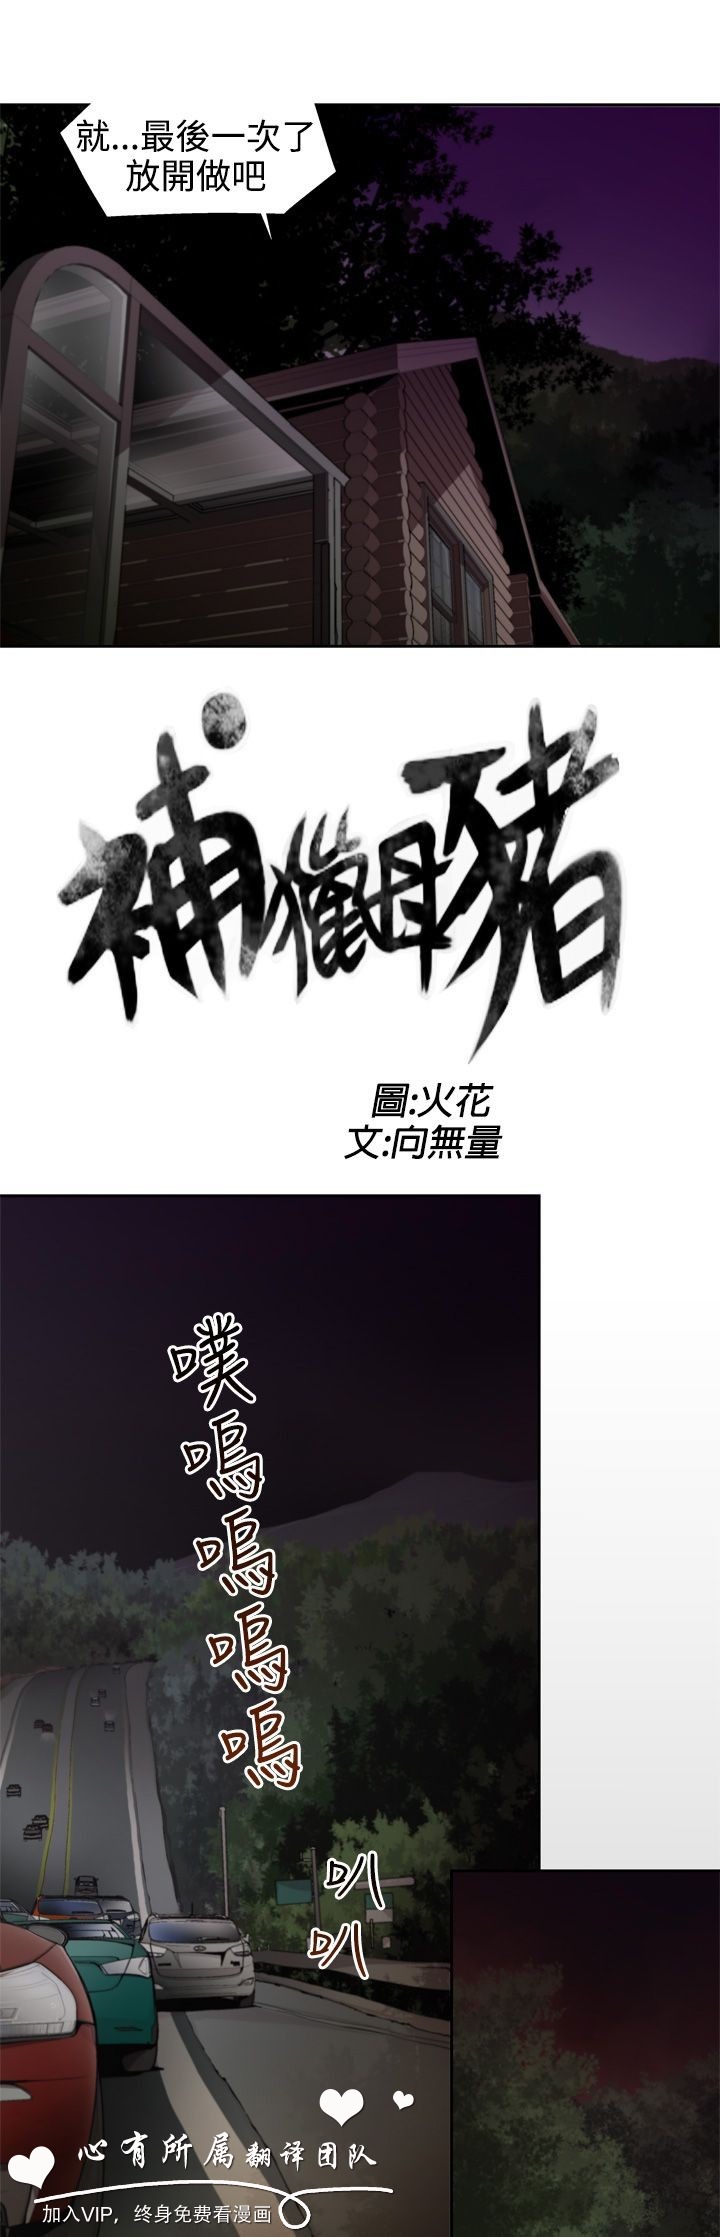 就...最後一次了
放開做吧
補獵母豬
圖:火花
文:向無量
噗嗚嗚嗚嗚
叭叭
心有所属翻译团队
加入VIP，终身免费看漫画